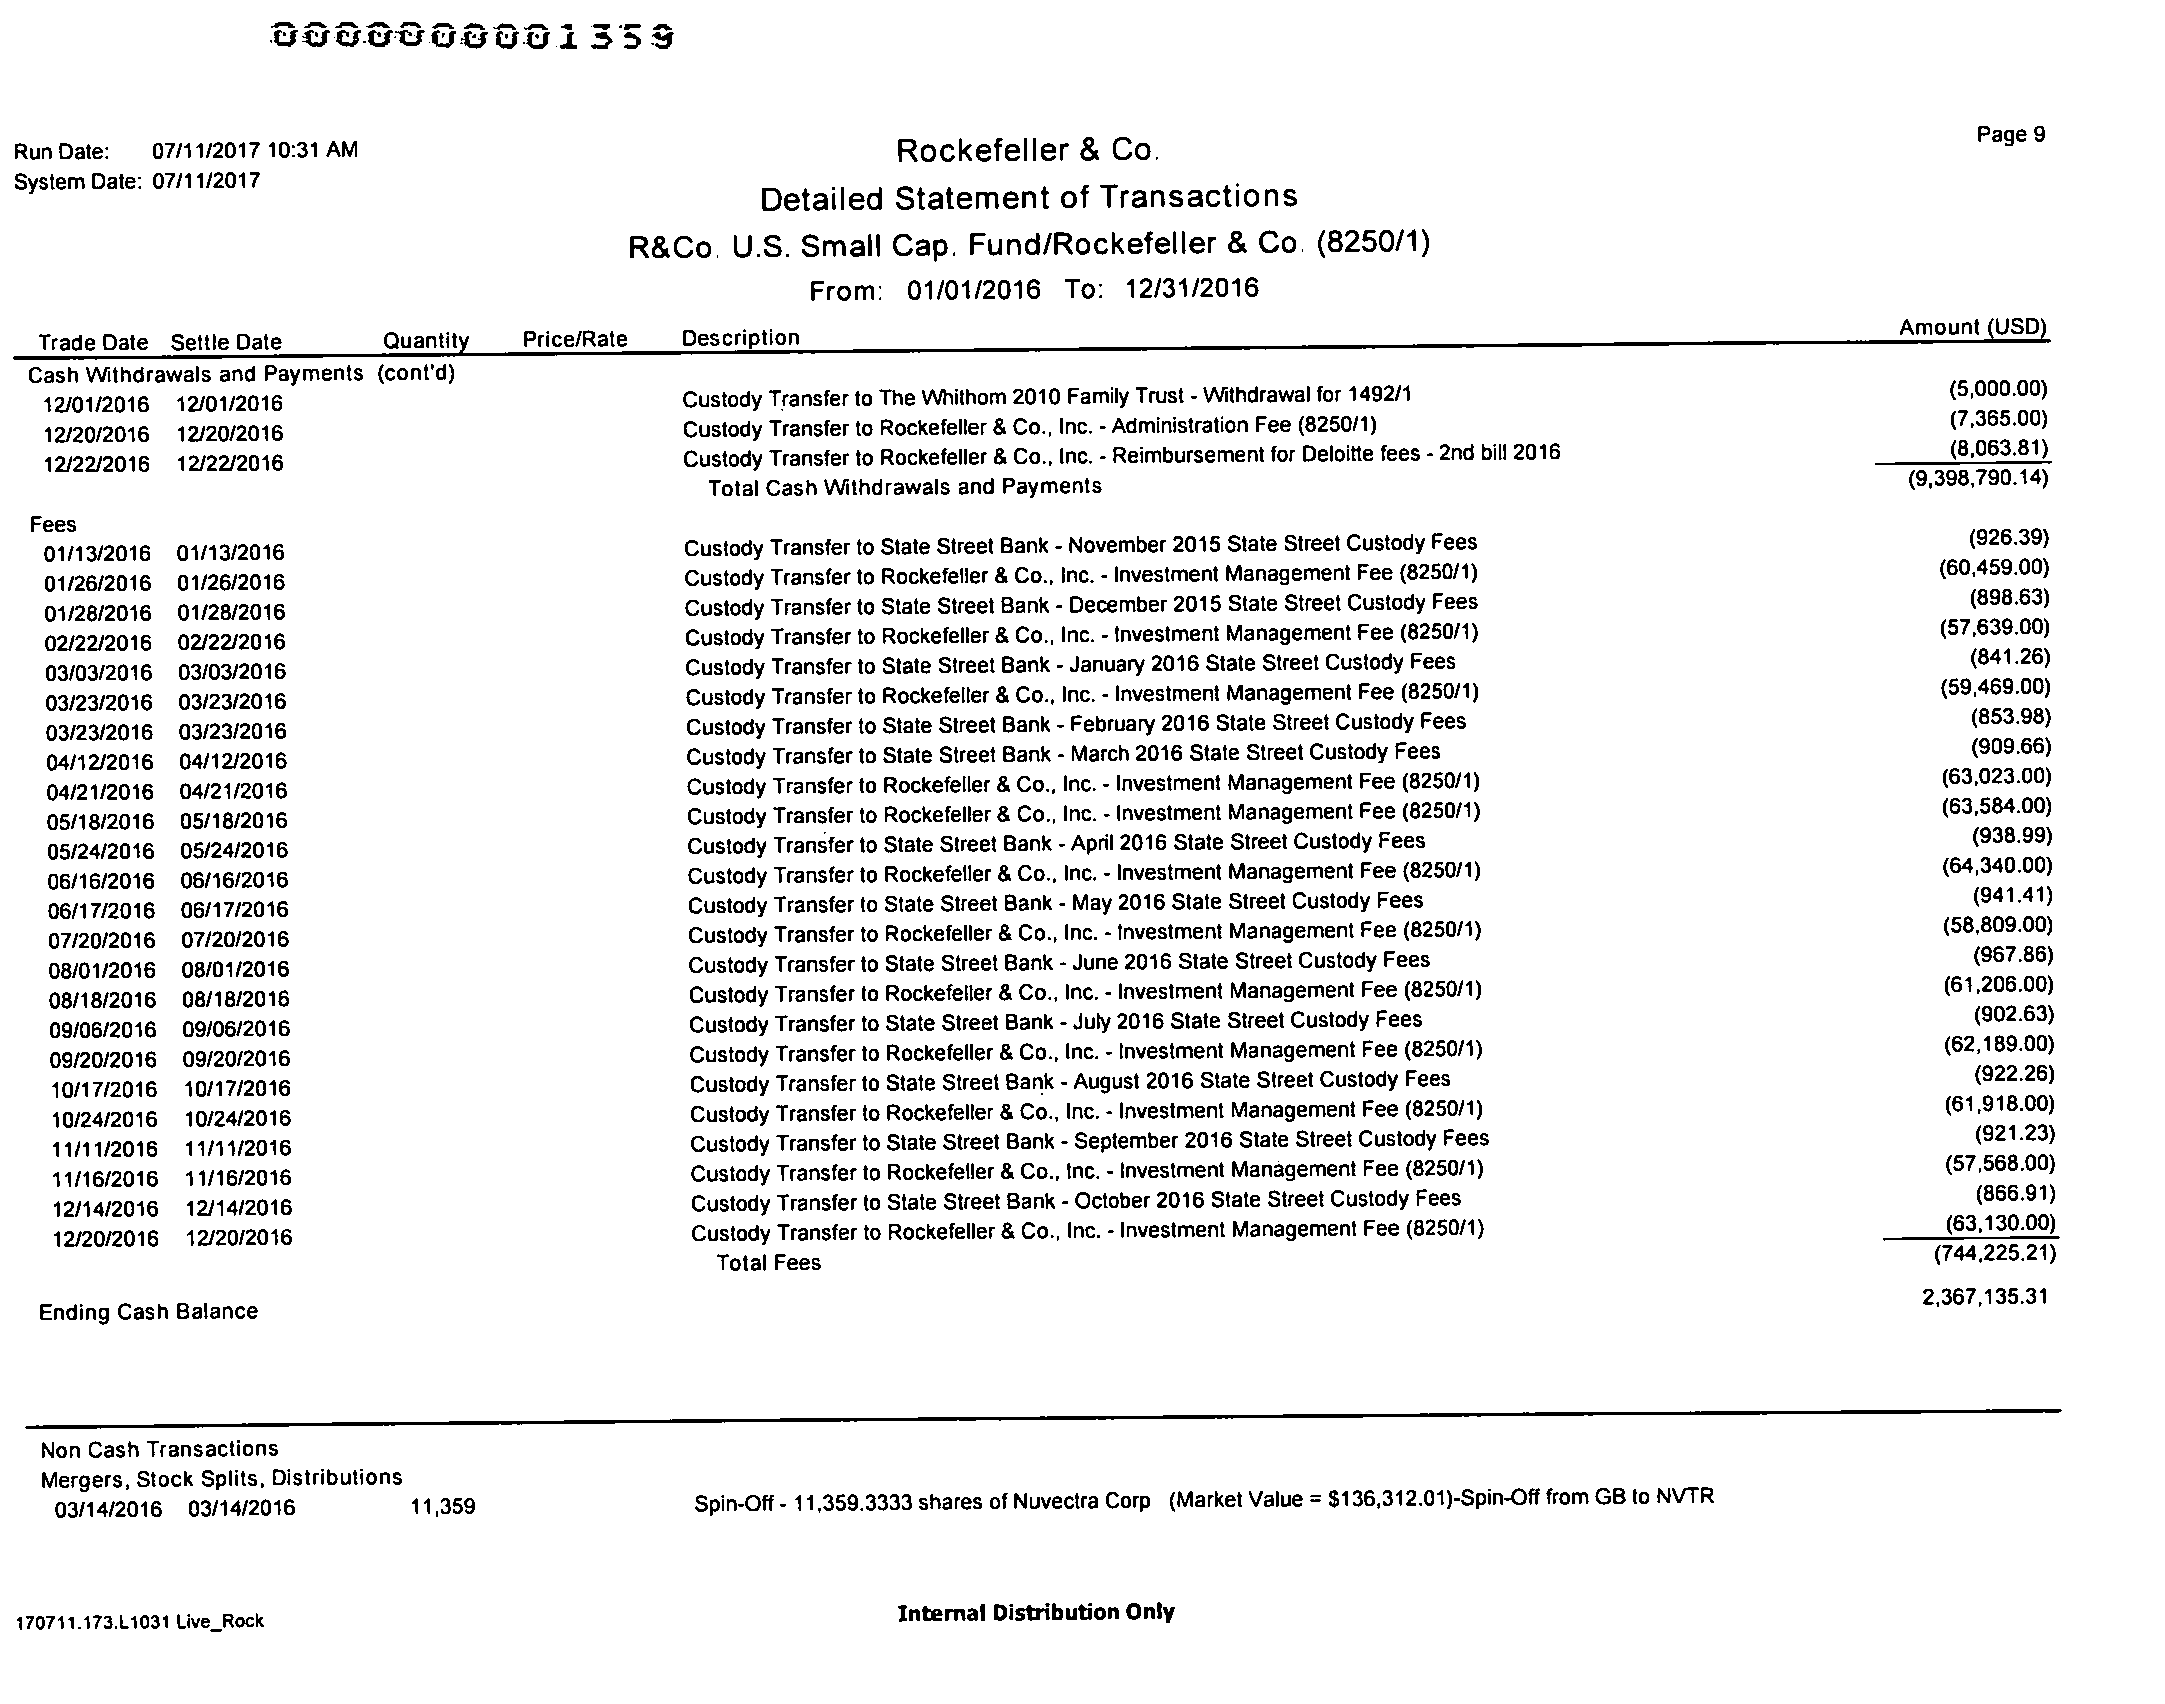 0000000001359
Run Date: 07/11/2017 10:31 AM
System Date: 07/11/2017
Page 9
Rockefeller & Co.
Detailed Statement of Transactions
R&Co. U.S. Small Cap. Fund/Rockefeller & Co. (8250/1)
From: 01/01/2016 To: 12/31/2016
Trade Date Settle Date Quantity Price/Rate Description Amount (USD)
Cash Withdrawals and Payments (cont'd)
12/01/2016 12/01/2016 Custody Transfer to The Whithom 2010 Family Trust - Withdrawal for 1492/1 (5,000.00)
12/20/2016 12/20/2016 Custody Transfer to Rockefeller & Co., Inc. - Administration Fee (8250/1) (7,365.00)
12/22/2016 12/22/2016 Custody Transfer to Rockefeller & Co., Inc. - Reimbursement for Deloitte fees - 2nd bill 2016 (8,063.81)
Total Cash Withdrawals and Payments (9,398,790.14)
Fees
01/13/2016 01/13/2016 Custody Transfer to State Street Bank - November 2015 State Street Custody Fees (926.39)
01/26/2016 01/26/2016 Custody Transfer to Rockefeller & Co., Inc. - Investment Management Fee (8250/1) (60,459.00)
01/28/2016 01/28/2016 Custody Transfer to State Street Bank - December 2015 State Street Custody Fees (898.63)
02/22/2016 02/22/2016 Custody Transfer to Rockefeller & Co., Inc. - Investment Management Fee (8250/1) (57,639.00)
03/03/2016 03/03/2016 Custody Transfer to State Street Bank - January 2016 State Street Custody Fees (841.26)
03/23/2016 03/23/2016 Custody Transfer to Rockefeller & Co., Inc. - Investment Management Fee (8250/1) (59,469.00)
03/23/2016 03/23/2016 Custody Transfer to State Street Bank - February 2016 State Street Custody Fees (853.98)
04/12/2016 04/12/2016 Custody Transfer to State Street Bank - March 2016 State Street Custody Fees (909.66)
04/21/2016 04/21/2016 Custody Transfer to Rockefeller & Co., Inc. - Investment Management Fee (8250/1) (63,023.00)
05/18/2016 05/18/2016 Custody Transfer to Rockefeller & Co., Inc. - Investment Management Fee (8250/1) (63,584.00)
05/24/2016 05/24/2016 Custody Transfer to State Street Bank - April 2016 State Street Custody Fees (938.99)
06/16/2016 06/16/2016 Custody Transfer to Rockefeller & Co., Inc. - Investment Management Fee (8250/1) (64,340.00)
06/17/2016 06/17/2016 Custody Transfer to State Street Bank - May 2016 State Street Custody Fees (941.41)
07/20/2016 07/20/2016 Custody Transfer to Rockefeller & Co., Inc. - Investment Management Fee (8250/1) (58,809.00)
08/01/2016 08/01/2016 Custody Transfer to State Street Bank - June 2016 State Street Custody Fees (967.86)
08/18/2016 08/18/2016 Custody Transfer to Rockefeller & Co., Inc. - Investment Management Fee (8250/1) (61,206.00)
09/06/2016 09/06/2016 Custody Transfer to State Street Bank - July 2016 State Street Custody Fees (902.63)
09/20/2016 09/20/2016 Custody Transfer to Rockefeller & Co., Inc. - Investment Management Fee (8250/1) (62,189.00)
10/17/2016 10/17/2016 Custody Transfer to State Street Bank - August 2016 State Street Custody Fees (922.26)
10/24/2016 10/24/2016 Custody Transfer to Rockefeller & Co., Inc. - Investment Management Fee (8250/1) (61,918.00)
11/11/2016 11/11/2016 Custody Transfer to State Street Bank - September 2016 State Street Custody Fees (921.23)
11/16/2016 11/16/2016 Custody Transfer to Rockefeller & Co., Inc. - Investment Management Fee (8250/1) (57,568.00)
12/14/2016 12/14/2016 Custody Transfer to State Street Bank - October 2016 State Street Custody Fees (866.91)
12/20/2016 12/20/2016 Custody Transfer to Rockefeller & Co., Inc. - Investment Management Fee (8250/1) (63,130.00)
Total Fees (744,225.21)
Ending Cash Balance 2,367,135.31
Non Cash Transactions
Mergers, Stock Splits, Distributions
03/14/2016 03/14/2016 11,359 Spin-Off - 11,359.3333 shares of Nuvectra Corp (Market Value = $136,312.01)-Spin-Off from GB to NVTR
170711.173.L1031 Live_Rock
Internal Distribution Only